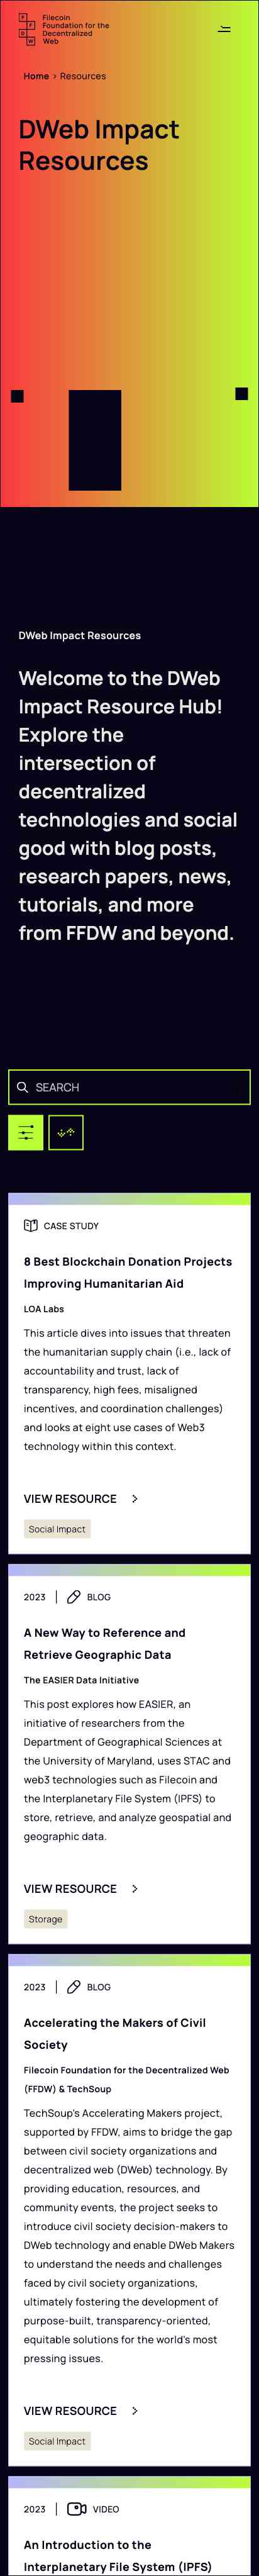 Filecoin
Foundation for the
Decentralized
Web
F
F
D
W
Home > Resources
DWeb Impact
Resources
DWeb Impact Resources
Welcome to the DWeb
Impact Resource Hub!
Explore the
intersection of
decentralized
technologies and social
good with blog posts,
research papers, news,
tutorials, and more
from FFDW and beyond.
SEARCH
CASE STUDY
8 Best Blockchain Donation Projects
Improving Humanitarian Aid
LOA Labs
This article dives into issues that threaten
the humanitarian supply chain (i.e., lack of
accountability and trust, lack of
transparency, high fees, misaligned
incentives, and coordination challenges)
and looks at eight use cases of Web3
technology within this context.
VIEW RESOURCE
Social Impact
2023 | BLOG
A New Way to Reference and
Retrieve Geographic Data
The EASIER Data Initiative
This post explores how EASIER, an
initiative of researchers from the
Department of Geographical Sciences at
the University of Maryland, uses STAC and
web3 technologies such as Filecoin and
the Interplanetary File System (IPFS) to
store, retrieve, and analyze geospatial and
geographic data.
VIEW RESOURCE
Storage
2023 | BLOG
Accelerating the Makers of Civil
Society
Filecoin Foundation for the Decentralized Web
(FFDW) & TechSoup
TechSoup's Accelerating Makers project,
supported by FFDW, aims to bridge the gap
between civil society organizations and
decentralized web (DWeb) technology. By
providing education, resources, and
community events, the project seeks to
introduce civil society decision-makers to
DWeb technology and enable DWeb Makers
to understand the needs and challenges
faced by civil society organizations,
ultimately fostering the development of
purpose-built, transparency-oriented,
equitable solutions for the world's most
pressing issues.
VIEW RESOURCE
Social Impact
2023 | VIDEO
An Introduction to the
Interplanetary File System (IPFS)